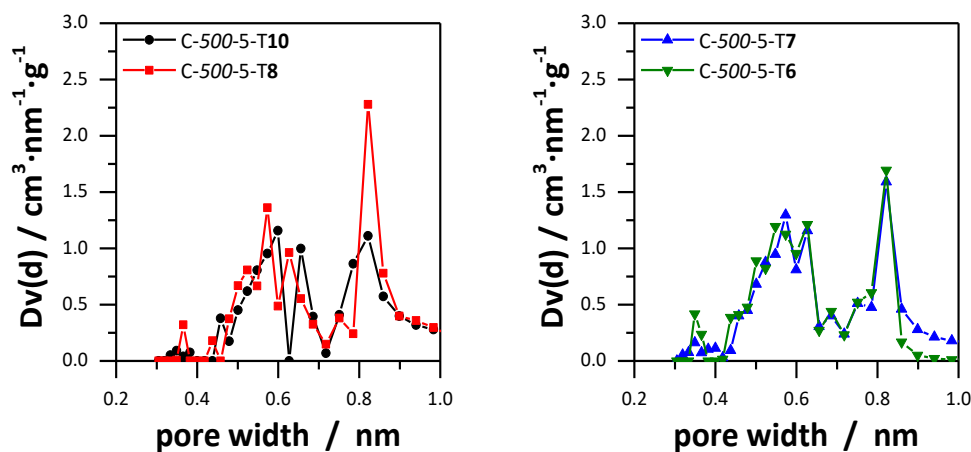 Dv(d) / cm³·nm⁻¹·g⁻¹
3.0
2.5
2.0
1.5
1.0
0.5
0.0
C-500-5-T10
C-500-5-T8
0.2 0.4 0.6 0.8 1.0
pore width / nm
Dv(d) / cm³·nm⁻¹·g⁻¹
3.0
2.5
2.0
1.5
1.0
0.5
0.0
C-500-5-T7
C-500-5-T6
0.2 0.4 0.6 0.8 1.0
pore width / nm